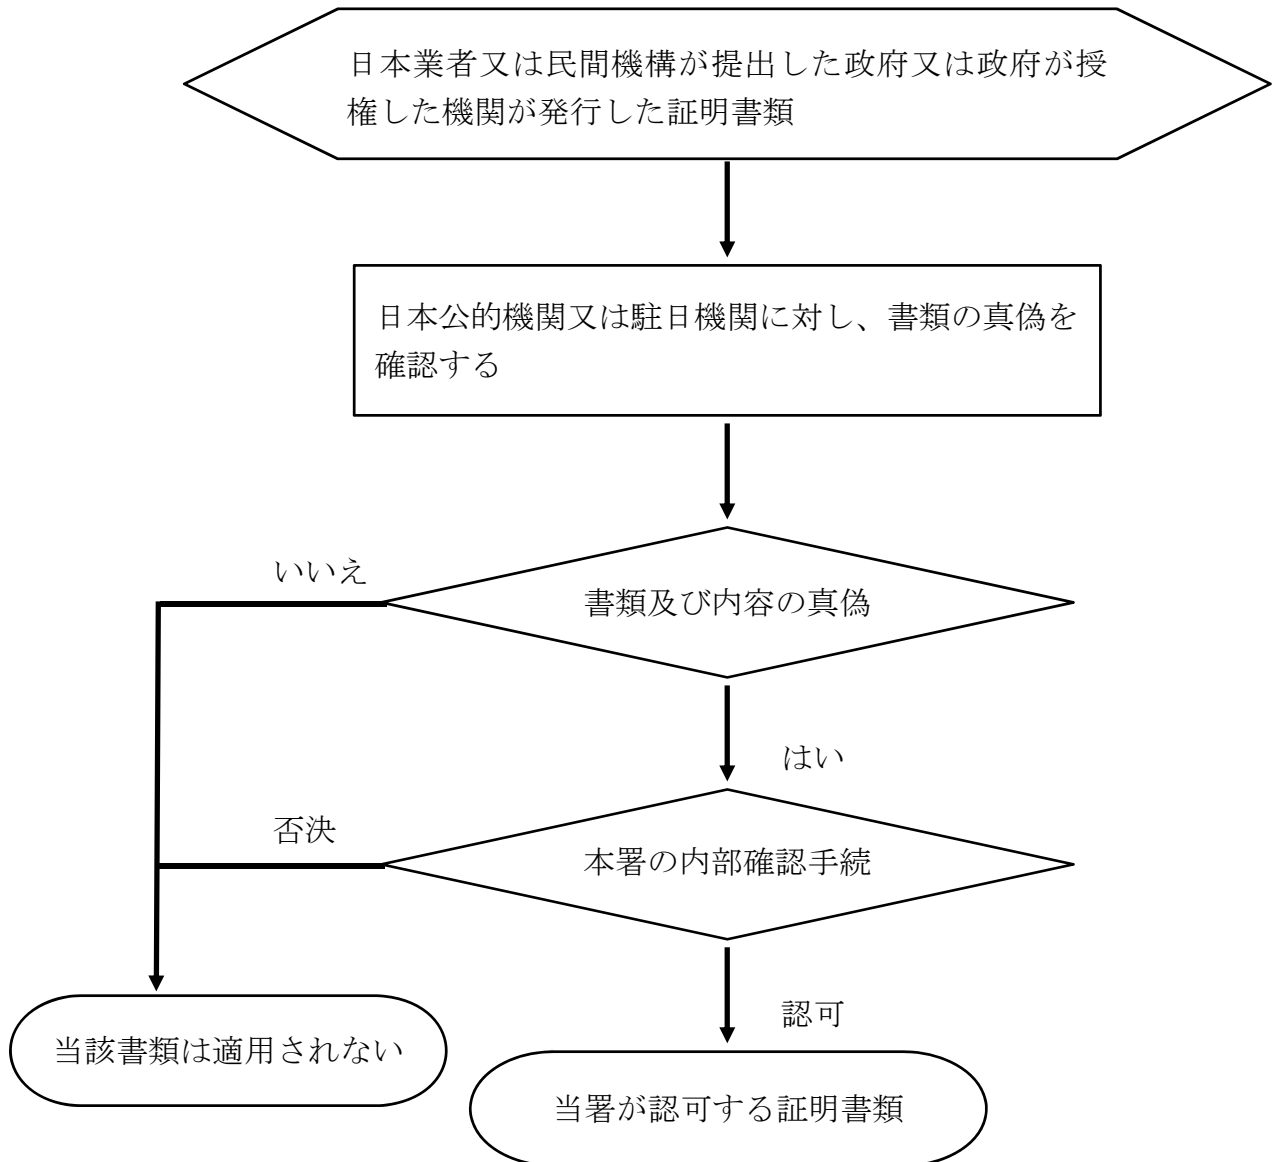 日本業者又は民間機構が提出した政府又は政府が授
権した機関が発行した証明書類
日本公的機関又は駐日機関に対し、書類の真偽を
確認する
いいえ
書類及び内容の真偽
はい
否決
本署の内部確認手続
認可
当該書類は適用されない
当署が認可する証明書類